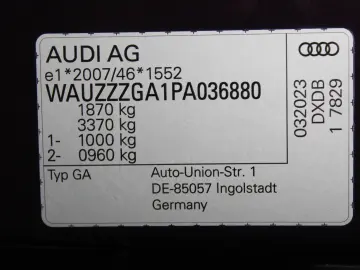 AUDI AG
e1*2007/46*1552
WAUZZZGA1PA036880
1870 kg
3370 kg
1- 1000 kg
2- 0960 kg
Typ GA
Auto-Union-Str. 1
DE-85057 Ingolstadt
Germany
032023
DXDB
1 7829